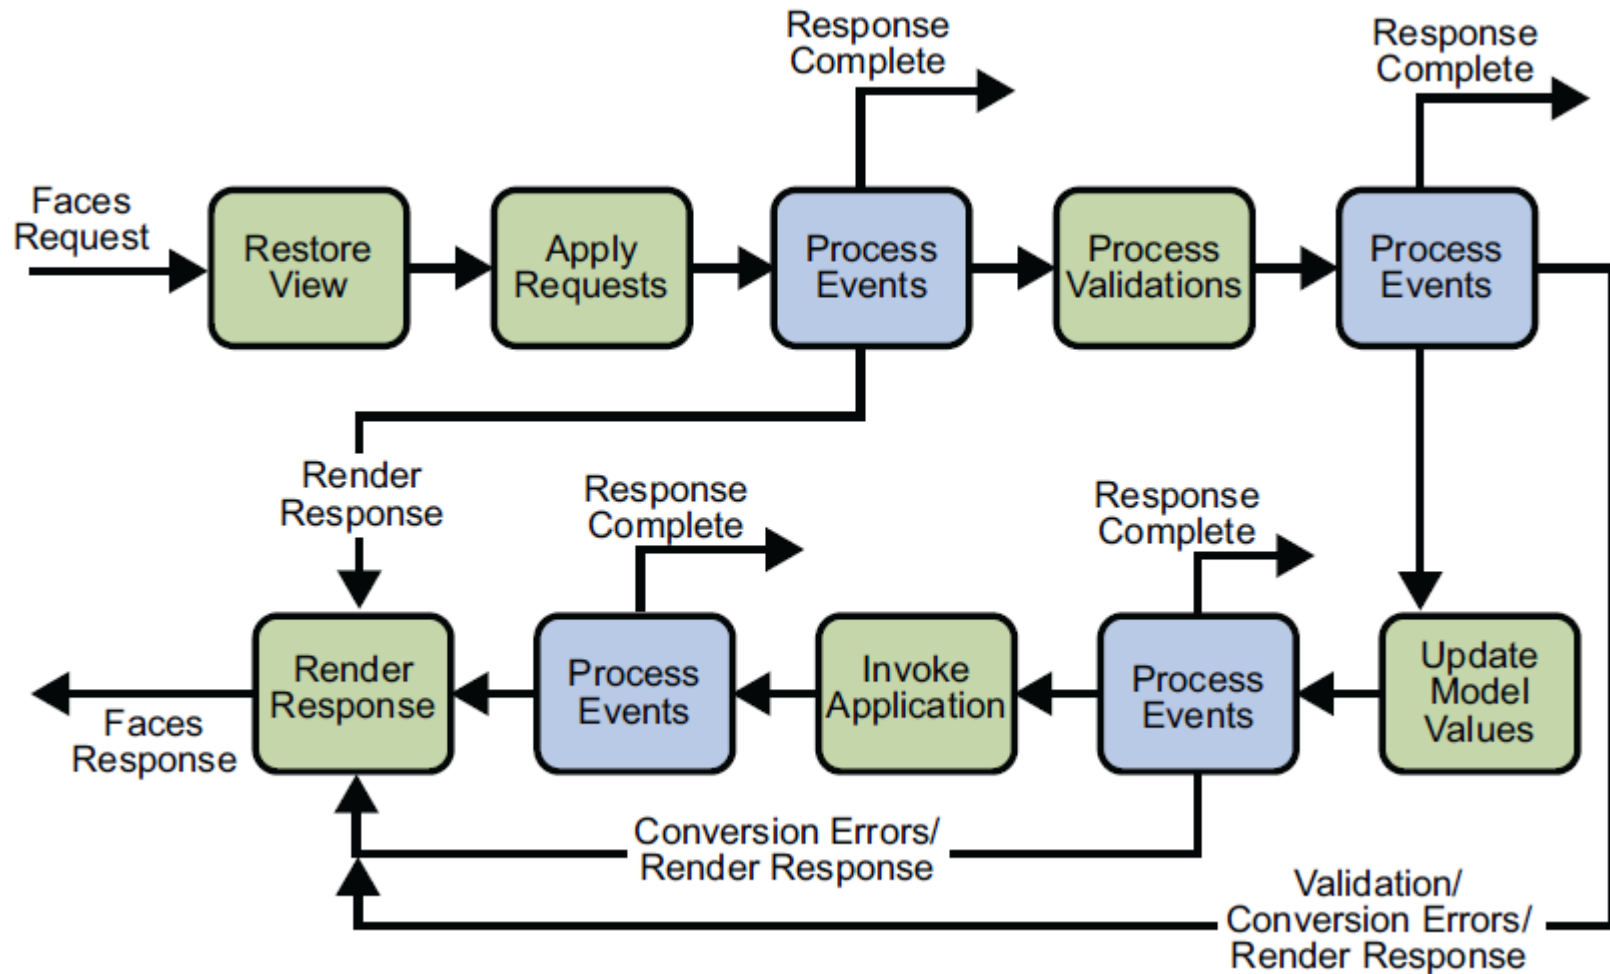 Response
Complete
Response
Complete
Faces
Request
Restore
View
Apply
Requests
Process
Events
Process
Validations
Process
Events
Render
Response
Response
Complete
Response
Complete
Render
Response
Process
Events
Invoke
Application
Process
Events
Update
Model
Values
Faces
Response
Conversion Errors/
Render Response
Validation/
Conversion Errors/
Render Response